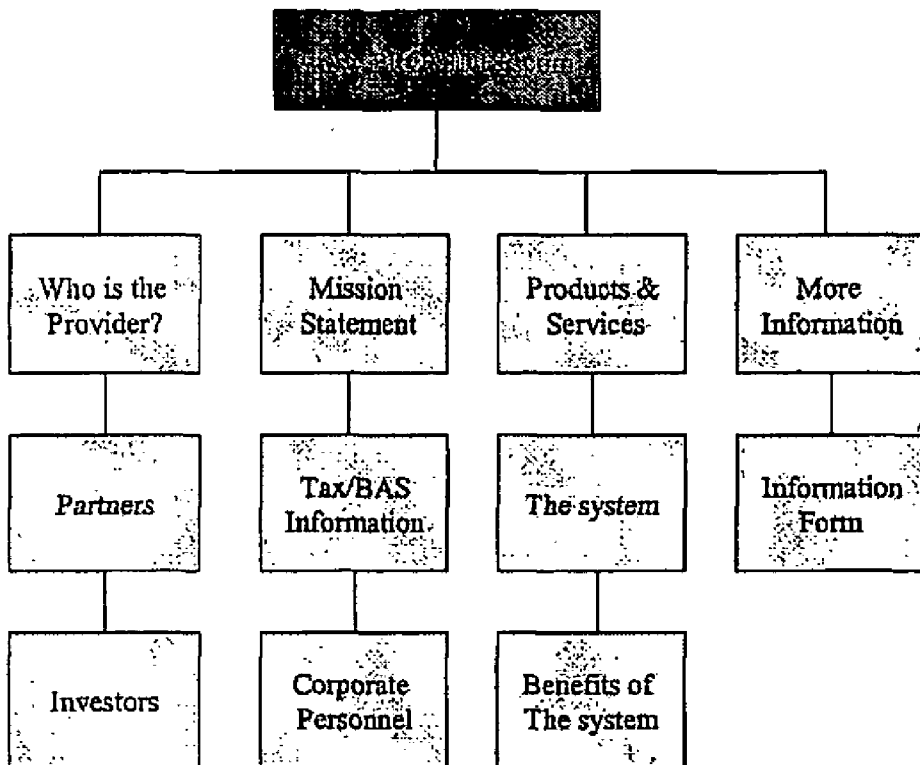 Who is the
Provider?
Mission
Statement
Products &
Services
More
Information
Partners
Tax/BAS
Information
The system
Information
Form
Investors
Corporate
Personnel
Benefits of
The system